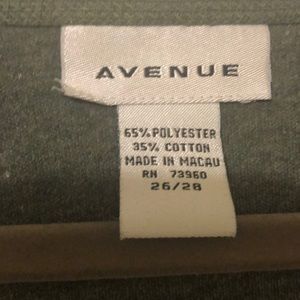 AVENUE
65% POLYESTER
35% COTTON
MADE IN MACAU
RN 73960
26/28